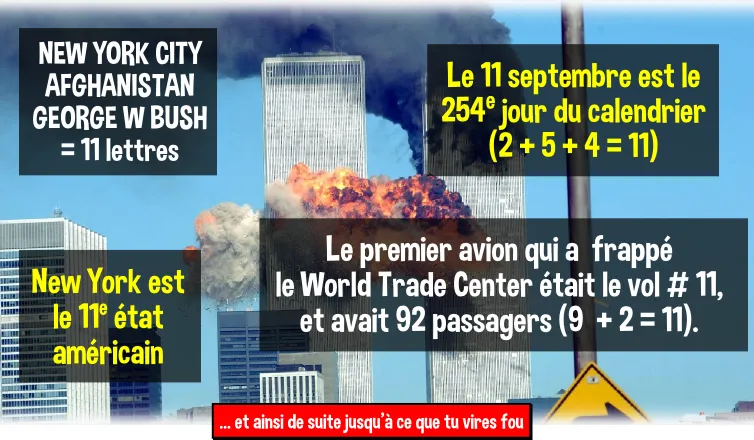 NEW YORK CITY
AFGHANISTAN
GEORGE W BUSH
= 11 lettres
Le 11 septembre est le
254e jour du calendrier
(2 + 5 + 4 = 11)
Le premier avion qui a frappé
le World Trade Center était le vol # 11,
et avait 92 passagers (9 + 2 = 11).
New York est
le 11e état
américain
... et ainsi de suite jusqu'à ce que tu vires fou